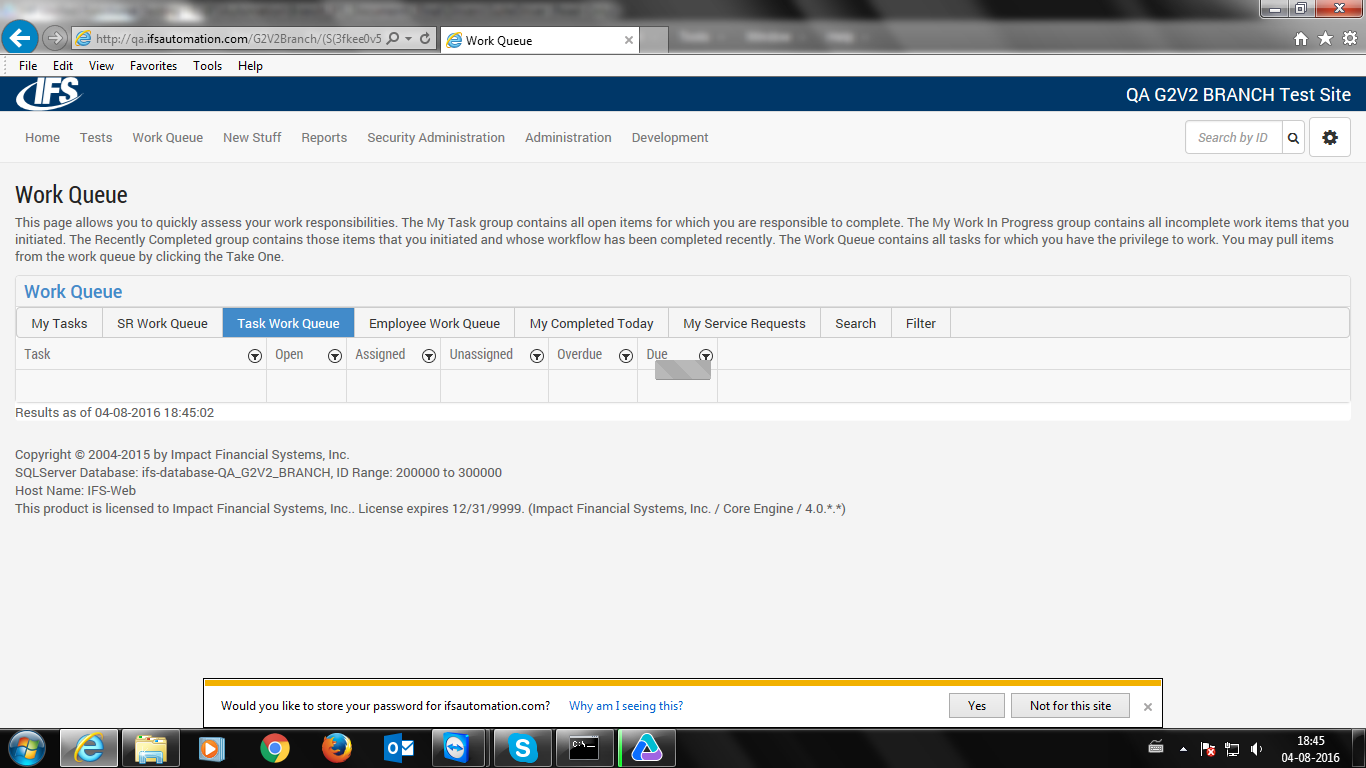 http://qa.ifsautomation.com/G2V2Branch/(S(3fkee0v5
Work Queue
File Edit View Favorites Tools Help
IFS
QA G2V2 BRANCH Test Site
Home Tests Work Queue New Stuff Reports Security Administration Administration Development
Search by ID
Work Queue
This page allows you to quickly assess your work responsibilities. The My Task group contains all open items for which you are responsible to complete. The My Work In Progress group contains all incomplete work items that you
initiated. The Recently Completed group contains those items that you initiated and whose workflow has been completed recently. The Work Queue contains all tasks for which you have the privilege to work. You may pull items
from the work queue by clicking the Take One.
Work Queue
My Tasks SR Work Queue Task Work Queue Employee Work Queue My Completed Today My Service Requests Search Filter
Task Open Assigned Unassigned Overdue Due
Results as of 04-08-2016 18:45:02
Copyright © 2004-2015 by Impact Financial Systems, Inc.
SQLServer Database: ifs-database-QA_G2V2_BRANCH, ID Range: 200000 to 300000
Host Name: IFS-Web
This product is licensed to Impact Financial Systems, Inc.. License expires 12/31/9999. (Impact Financial Systems, Inc. / Core Engine / 4.0.*.*)
Would you like to store your password for ifsautomation.com? Why am I seeing this? Yes Not for this site
18:45
04-08-2016